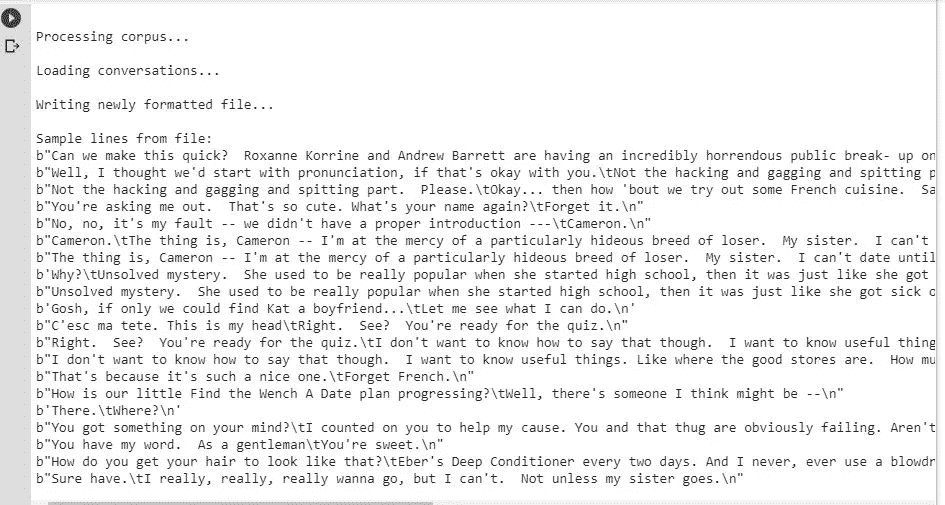 Processing corpus...
Loading conversations...
Writing newly formatted file...
Sample lines from file:
b"Can we make this quick?  Roxanne Korrine and Andrew Barrett are having an incredibly horrendous public break- up on
b"Well, I thought we'd start with pronunciation, if that's okay with you.\tNot the hacking and gagging and spitting p
b"Not the hacking and gagging and spitting part.  Please.\tOkay... then how 'bout we try out some French cuisine.  Sa
b"You're asking me out.  That's so cute. What's your name again?\tForget it.\n"
b"No, no, it's my fault -- we didn't have a proper introduction ---\tCameron.\n"
b"Cameron.\tThe thing is, Cameron -- I'm at the mercy of a particularly hideous breed of loser.  My sister.  I can't
b"The thing is, Cameron -- I'm at the mercy of a particularly hideous breed of loser.  My sister.  I can't date until
b'Why?\tUnsolved mystery.  She used to be really popular when she started high school, then it was just like she got
b"Unsolved mystery.  She used to be really popular when she started high school, then it was just like she got sick o
b'Gosh, if only we could find Kat a boyfriend...\tLet me see what I can do.\n'
b"C'esc ma tete. This is my head\tRight.  See?  You're ready for the quiz.\n"
b"Right.  See?  You're ready for the quiz.\tI don't want to know how to say that though.  I want to know useful thing
b"I don't want to know how to say that though.  I want to know useful things. Like where the good stores are.  How mu
b"That's because it's such a nice one.\tForget French.\n"
b"How is our little Find the Wench A Date plan progressing?\tWell, there's someone I think might be --\n"
b'There.\tWhere?\n'
b"You got something on your mind?\tI counted on you to help my cause. You and that thug are obviously failing. Aren't
b"You have my word.  As a gentleman\tYou're sweet.\n"
b"How do you get your hair to look like that?\tEber's Deep Conditioner every two days. And I never, ever use a blowdr
b"Sure have.\tI really, really, really wanna go, but I can't.  Not unless my sister goes.\n"